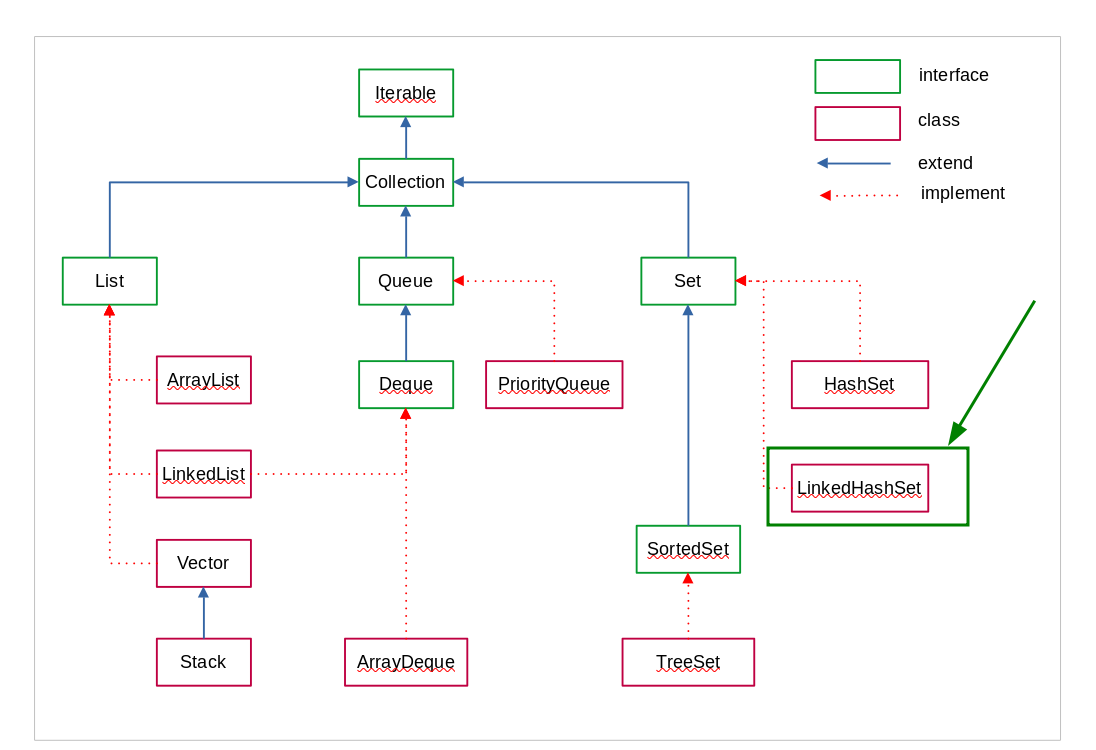 Iterable
interface
class
Collection
extend
implement
List
Queue
Set
ArrayList
Deque
PriorityQueue
HashSet
LinkedList
LinkedHashSet
Vector
SortedSet
Stack
ArrayDeque
TreeSet